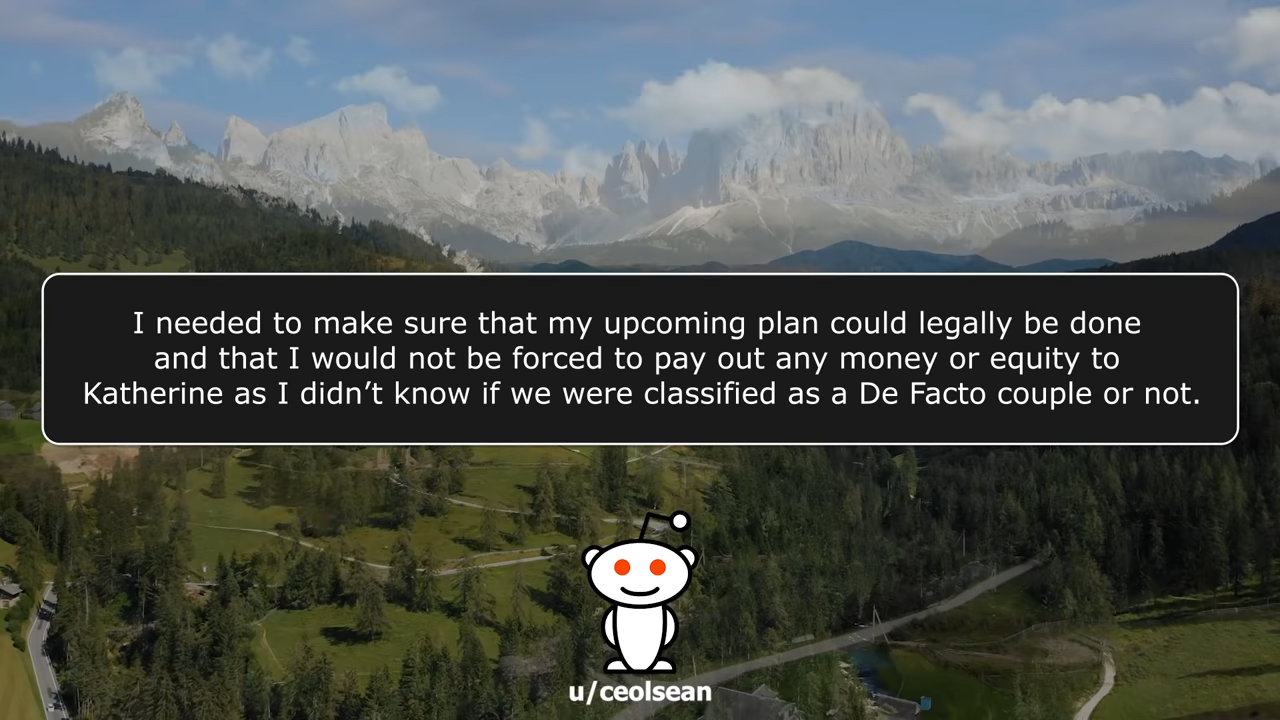 I needed to make sure that my upcoming plan could legally be done
and that I would not be forced to pay out any money or equity to
Katherine as I didn’t know if we were classified as a De Facto couple or not.
u/ceolsean